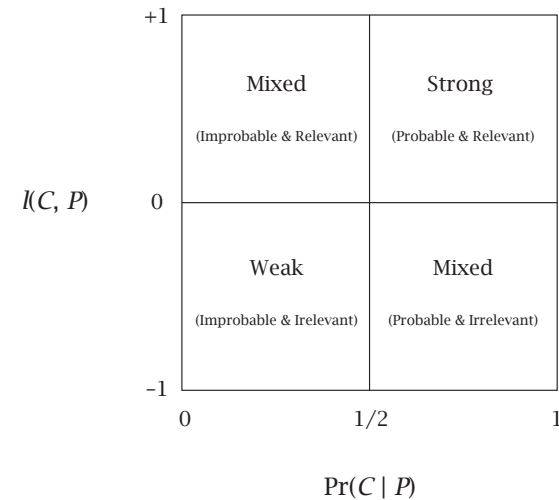 +1
Mixed
Strong
(Improbable & Relevant)
(Probable & Relevant)
l(C, P)
0
Weak
Mixed
(Improbable & Irelevant)
(Probable & Irrelevant)
–1
0
1/2
1
Pr(C | P)